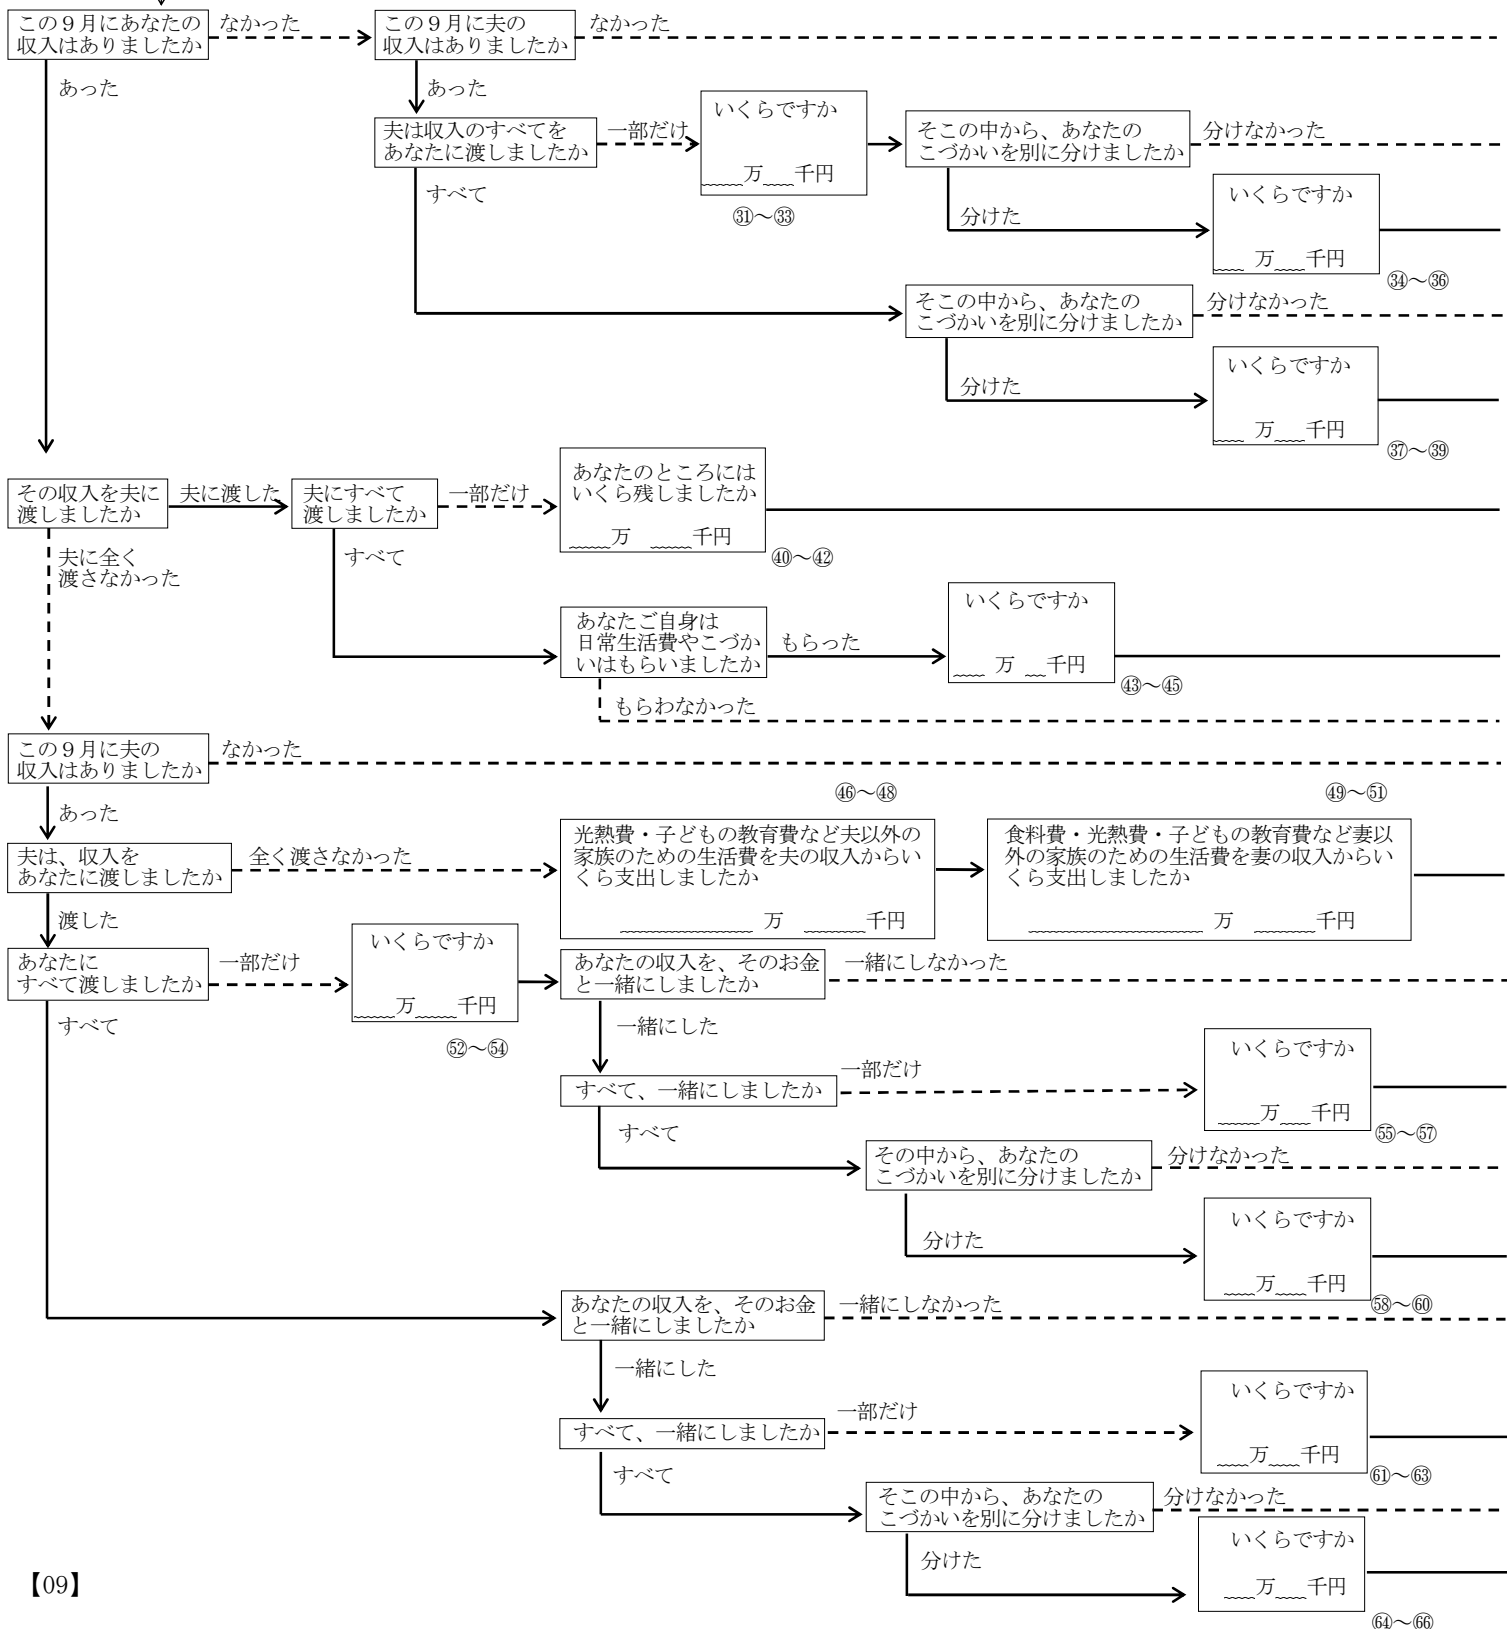 この９月にあなたの
収入はありましたか
なかった
この９月に夫の
収入はありましたか
なかった
あった
あった
夫は収入のすべてを
あなたに渡しましたか
一部だけ
いくらですか
万 千円
㉛～㉝
そこの中から、あなたの
こづかいを別に分けましたか
分けなかった
すべて
分けた
いくらですか
万 千円
㉞～㊱
そこの中から、あなたの
こづかいを別に分けましたか
分けなかった
分けた
いくらですか
万 千円
㊲～㊴
その収入を夫に
渡しましたか
夫に渡した
夫にすべて
渡しましたか
一部だけ
あなたのところには
いくら残しましたか
万 千円
㊵～㊷
夫に全く
渡さなかった
すべて
あなたご自身は
日常生活費やこづか
いはもらいましたか
もらった
いくらですか
万 千円
㊸～㊺
もらわなかった
この９月に夫の
収入はありましたか
なかった
あった
㊻～㊽
㊾～51
夫は、収入を
あなたに渡しましたか
全く渡さなかった
光熱費・子どもの教育費など夫以外の
家族のための生活費を夫の収入からい
くら支出しましたか
万 千円
食料費・光熱費・子どもの教育費など妻以
外の家族のための生活費を妻の収入からい
くら支出しましたか
万 千円
渡した
あなたに
すべて渡しましたか
一部だけ
いくらですか
万 千円
52～54
あなたの収入を、そのお金
と一緒にしましたか
一緒にしなかった
すべて
一緒にした
すべて、一緒にしましたか
一部だけ
いくらですか
万 千円
55～57
すべて
その中から、あなたの
こづかいを別に分けましたか
分けなかった
分けた
いくらですか
万 千円
58～60
あなたの収入を、そのお金
と一緒にしましたか
一緒にしなかった
一緒にした
すべて、一緒にしましたか
一部だけ
いくらですか
万 千円
61～63
すべて
そこの中から、あなたの
こづかいを別に分けましたか
分けなかった
分けた
いくらですか
万 千円
64～66
【09】